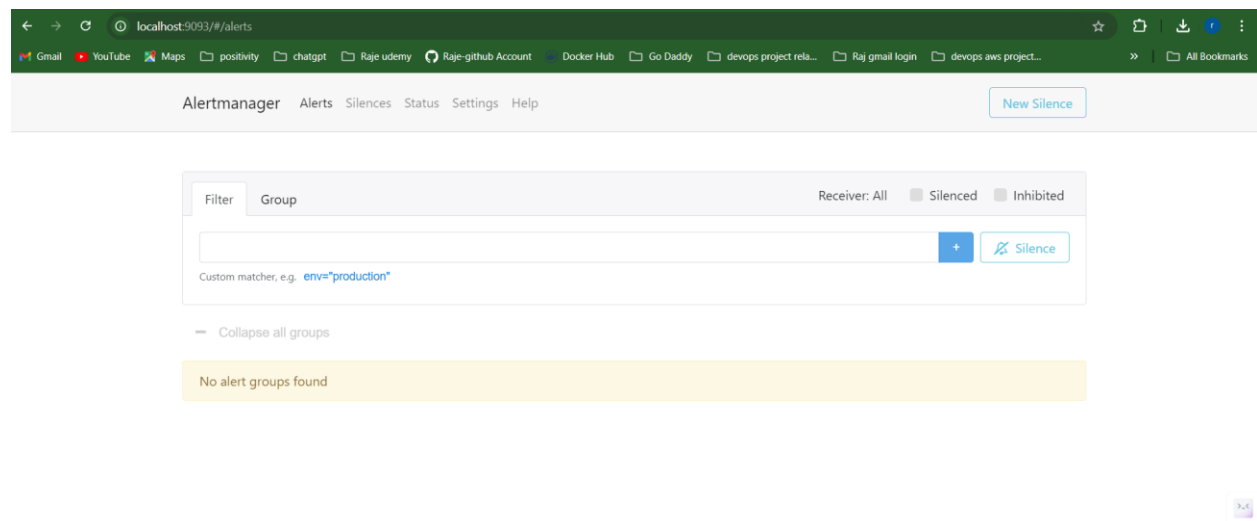 localhost:9093/#/alerts
Gmail YouTube Maps positivity chatgpt Raje udemy Raje-github Account Docker Hub Go Daddy devops project rela... Raj gmail login devops aws project... » All Bookmarks
Alertmanager Alerts Silences Status Settings Help New Silence
Filter Group Receiver: All Silenced Inhibited
+ Silence
Custom matcher, e.g. env="production"
− Collapse all groups
No alert groups found